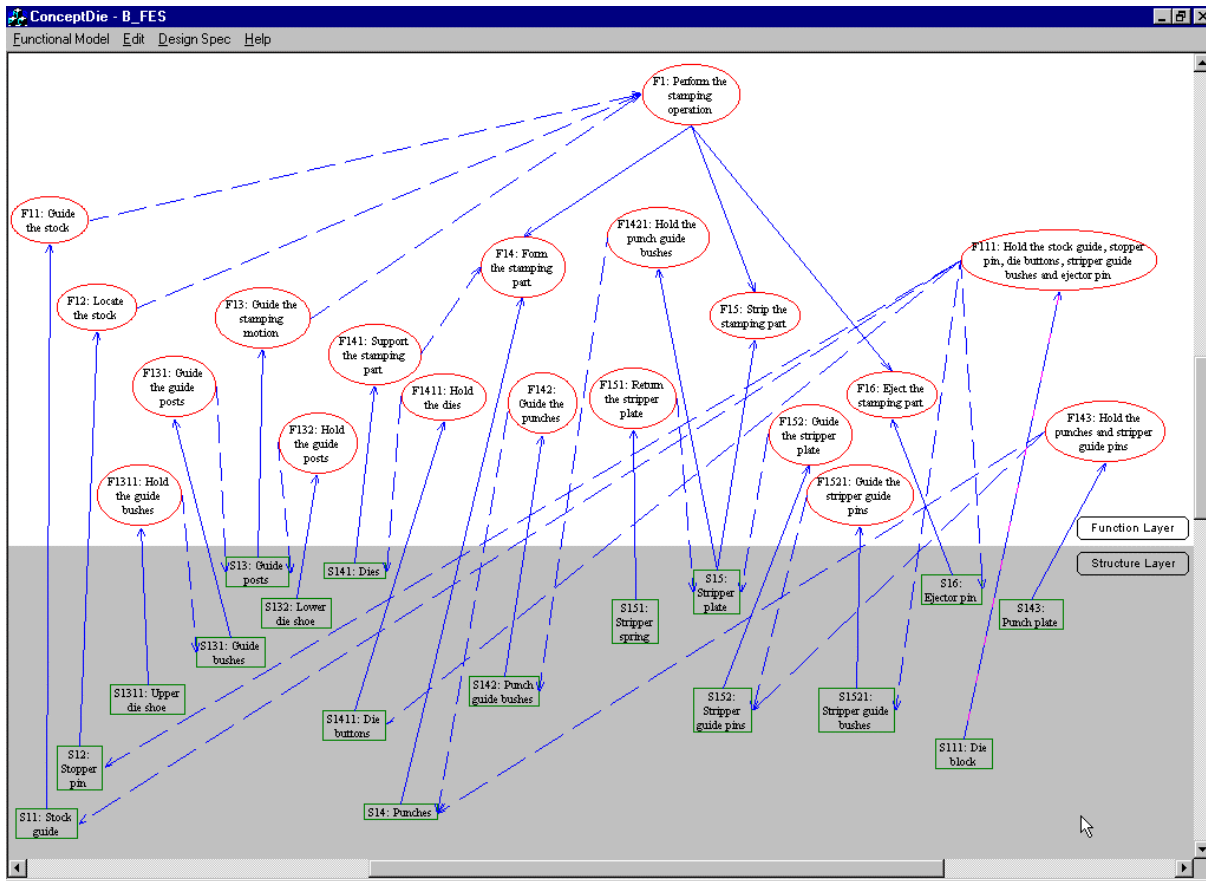 ConceptDie - B_FES
Functional Model Edit Design Spec Help
F1: Perform the
stamping
operation
F11: Guide
the stock
F1421: Hold the
punch guide
bushes
F111: Hold the stock guide, stopper
pin, die buttons, stripper guide
bushes and ejector pin
F14: Form
the stamping
part
F12: Locate
the stock
F13: Guide the
stamping
motion
F15: Strip the
stamping part
F141: Support
the stamping
part
F131: Guide
the guide
posts
F1411: Hold
the dies
F142:
Guide the
punches
F151: Return
the stripper
plate
F16: Eject the
stamping part
F132: Hold
the guide
posts
F152: Guide
the stripper
plate
F143: Hold the
punches and stripper
guide pins
F1311: Hold
the guide
bushes
F1521: Guide the
stripper guide
pins
Function Layer
Structure Layer
S13: Guide
posts
S141: Dies
S15:
Stripper
plate
S16:
Ejector pin
S132: Lower
die shoe
S151:
Stripper
spring
S143:
Punch plate
S131: Guide
bushes
S1311: Upper
die shoe
S142: Punch
guide bushes
S152:
Stripper
guide pins
S1521:
Stripper guide
bushes
S1411: Die
buttons
S12:
Stopper
pin
S111: Die
block
S11: Stock
guide
S14: Punches